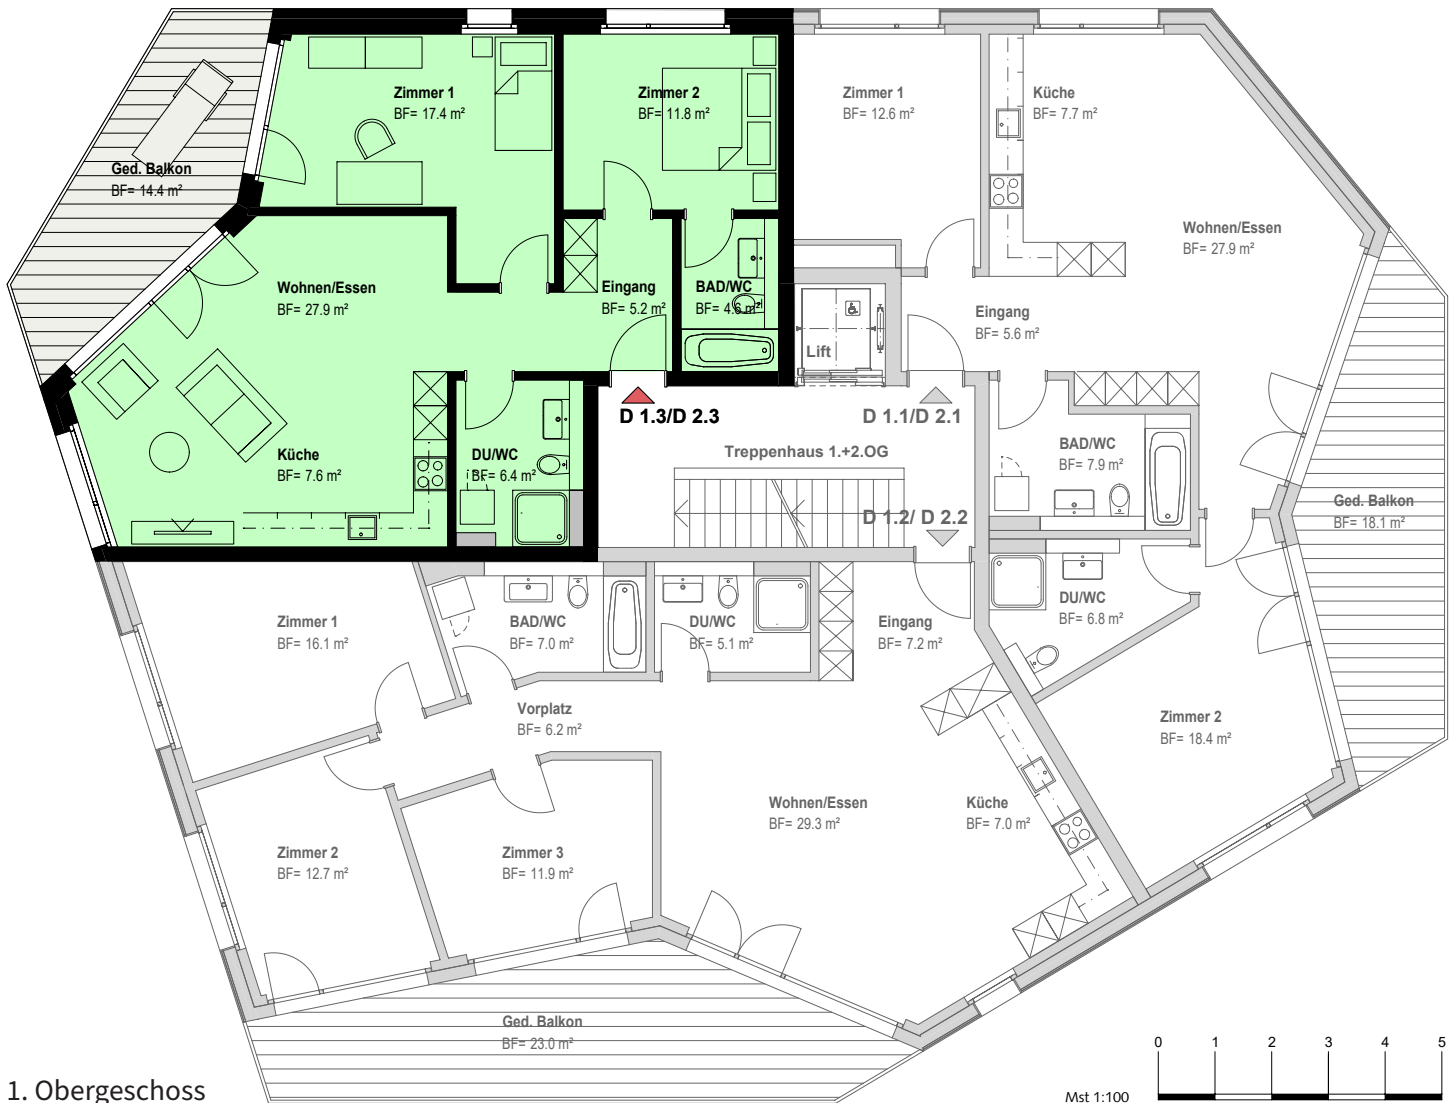 Zimmer 1
BF= 17.4 m²
Zimmer 2
BF= 11.8 m²
Zimmer 1
BF= 12.6 m²
Küche
BF= 7.7 m²
Ged. Balkon
BF= 14.4 m²
Wohnen/Essen
BF= 27.9 m²
Wohnen/Essen
BF= 27.9 m²
Eingang
BF= 5.2 m²
BAD/WC
BF= 4.6 m²
Eingang
BF= 5.6 m²
Lift
D 1.3/D 2.3
D 1.1/D 2.1
Treppenhaus 1.+2.OG
BAD/WC
BF= 7.9 m²
Küche
BF= 7.6 m²
DU/WC
BF= 6.4 m²
Ged. Balkon
BF= 18.1 m²
D 1.2/ D 2.2
DU/WC
BF= 6.8 m²
Zimmer 1
BF= 16.1 m²
BAD/WC
BF= 7.0 m²
DU/WC
BF= 5.1 m²
Eingang
BF= 7.2 m²
Vorplatz
BF= 6.2 m²
Zimmer 2
BF= 18.4 m²
Wohnen/Essen
BF= 29.3 m²
Küche
BF= 7.0 m²
Zimmer 2
BF= 12.7 m²
Zimmer 3
BF= 11.9 m²
Ged. Balkon
BF= 23.0 m²
0 1 2 3 4 5
Mst 1:100
1. Obergeschoss